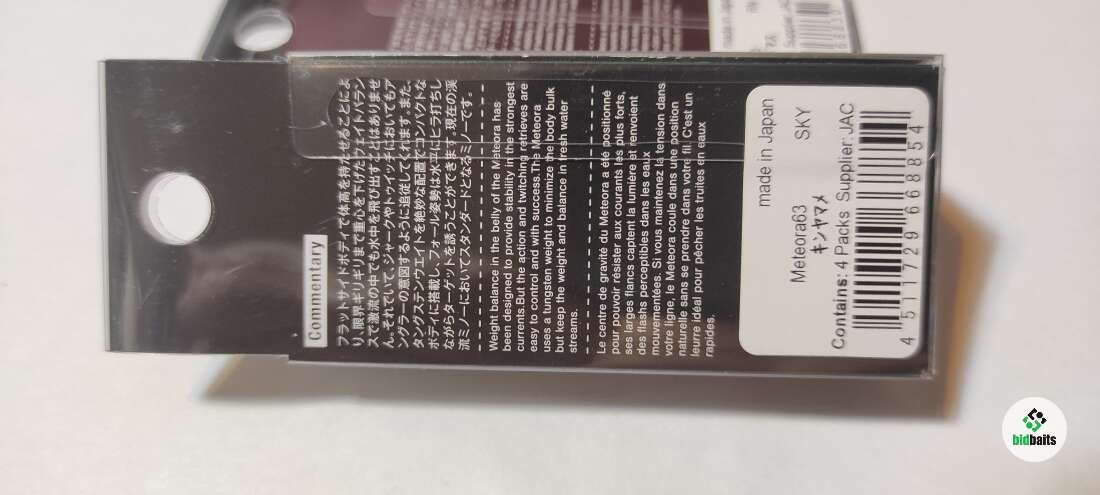 Commentary
フラットサイドボディで体高を持たせることによ
り、限界ギリギリまで重心を下げたウェイトバラン
スで激流の中でも水中を飛び出すことはありませ
ん。それでいて、ジャークやトゥイッチにおいてもア
ングラーの意図するように追従してくれます。また、
タングステンウエイトを絶妙な配置でコンパクトな
ボディに搭載し、フォール姿勢は水平にヒラ打ちし
ながらターゲットを誘うことができます。現在の渓
流ミノーにおいてスタンダードとなるミノーです。
Weight balance in the belly of the Meteora has
been designed to provide stability in the strongest
currents.But the action and twitching retrieves are
easy to control and with success.The Meteora
uses a tungsten weight to minimize the body bulk
but keep the weight and balance in fresh water
streams.
Le centre de gravité du Meteora a été positionné
pour pouvoir résister aux courants les plus forts,
ses larges flancs captent la lumière et renvoient
des flashs perceptibles dans les eaux
mouvementées. Si vous maintenez la tension dans
votre ligne, le Meteora coule dans une position
naturelle sans se prendre dans votre fil. C'est un
leurre idéal pour pêcher les truites en eaux
rapides.
made in Japan
Meteora63 SKY
キンヤマメ
Contains: 4 Packs Supplier: JAC
4 511729 668854
bidbaits